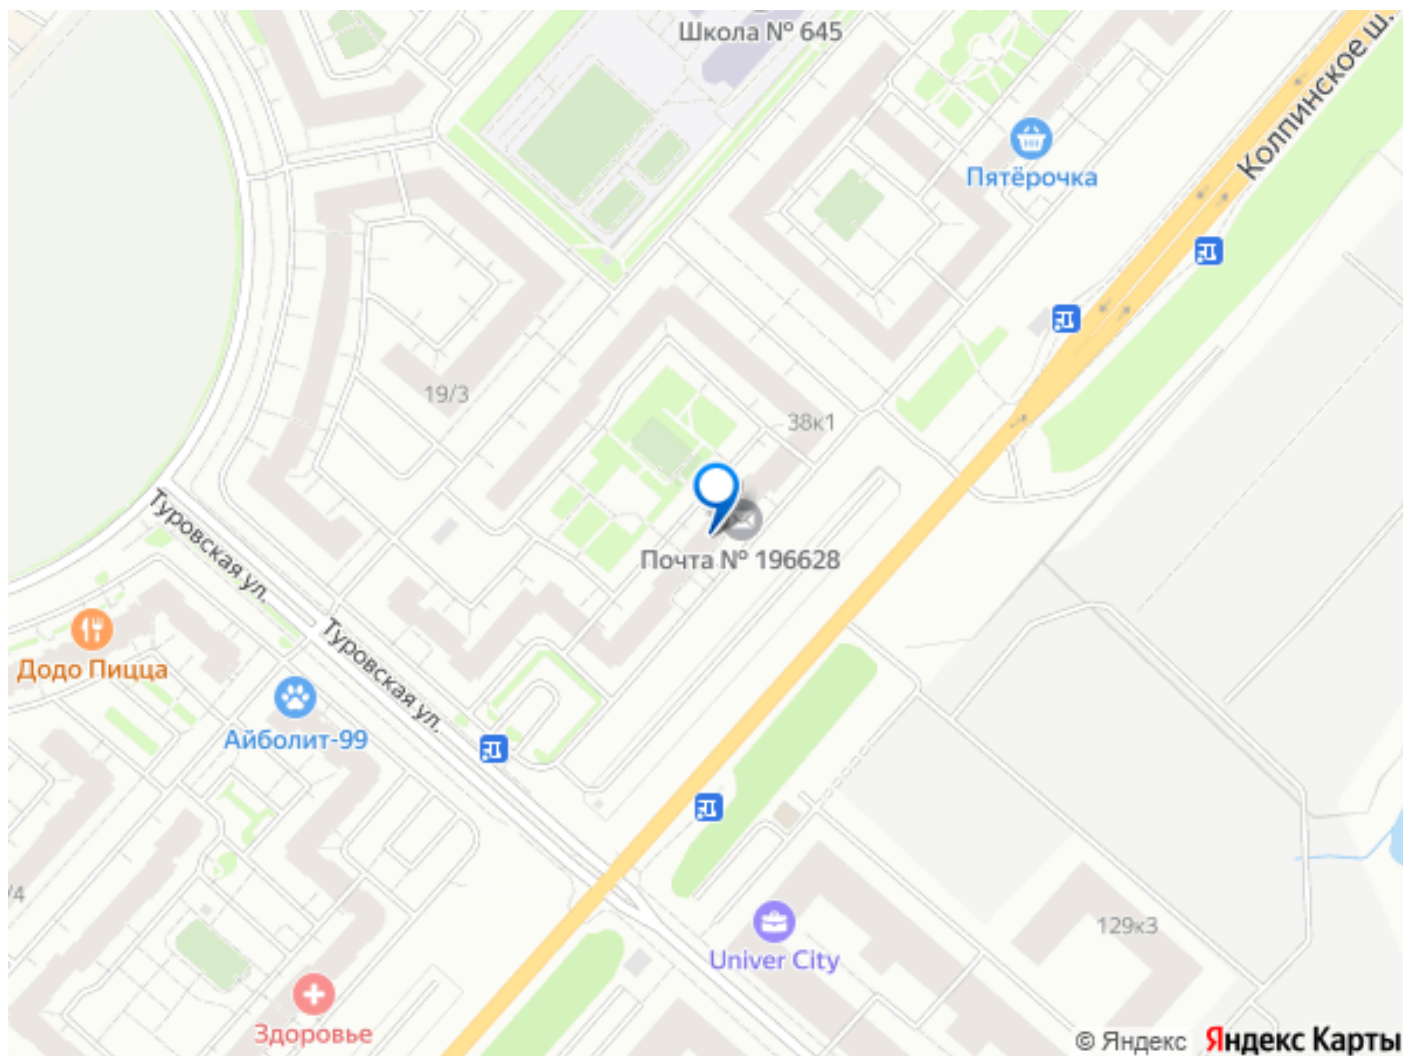 Школа № 645
Колпинское ш.
Пятёрочка
19/3
38к1
Туровская ул.
Почта № 196628
Туровская ул.
Додо Пицца
Айболит-99
/4
129к3
Univer City
Здоровье
© Яндекс Яндекс Карты